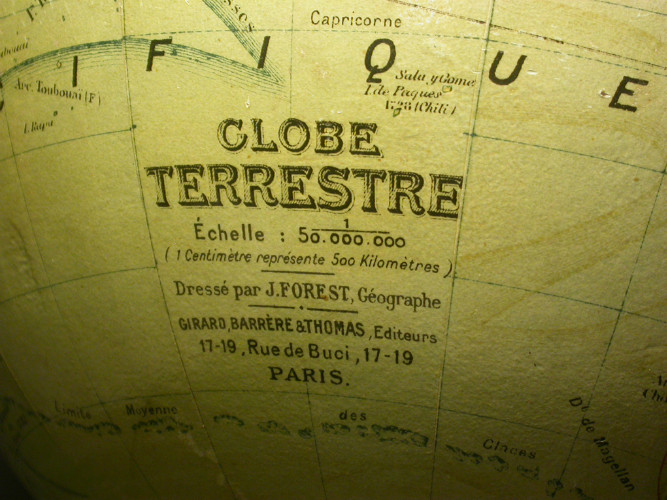 Capricorne
I F I Q U E
Arc. Toubouaï (F)
I. Rapa
Sala y Gomez
I. de Pâques
(Chili)
GLOBE
TERRESTRE
Échelle : 1
50.000.000
( 1 Centimètre représente 500 Kilomètres )
Dressé par J. FOREST, Géographe
GIRARD, BARRÈRE & THOMAS, Editeurs
17-19, Rue de Buci, 17-19
PARIS.
Limite Moyenne des Glaces
Dt. de Magellan